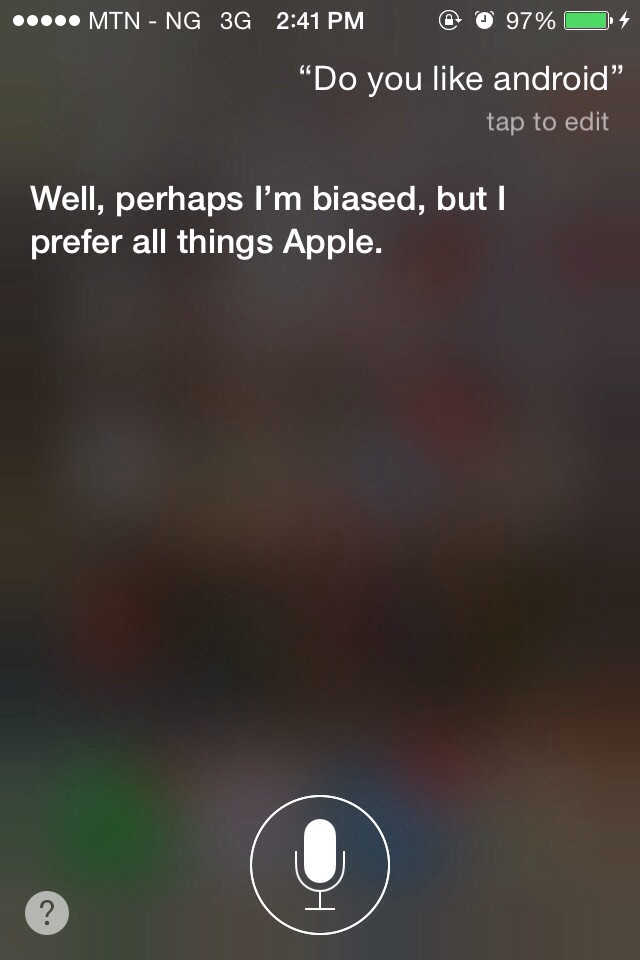 ●●●●● MTN - NG 3G 2:41 PM 97%
“Do you like android”
tap to edit
Well, perhaps I’m biased, but I
prefer all things Apple.
?